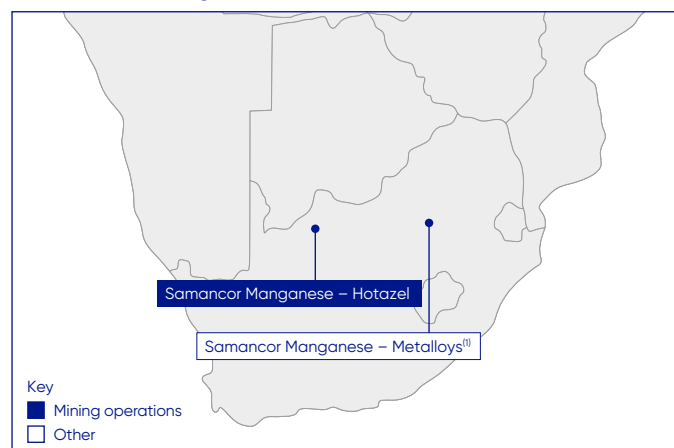 Samancor Manganese – Hotazel
Samancor Manganese – Metalloys(1)
Key
Mining operations
Other